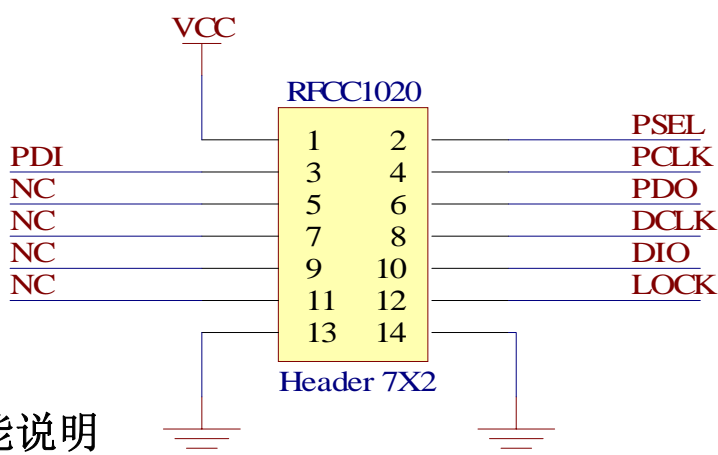 VCC
RFCC1020
1 2 PSEL
PDI 3 4 PCLK
NC 5 6 PDO
NC 7 8 DCLK
NC 9 10 DIO
NC 11 12 LOCK
13 14
Header 7X2
说明